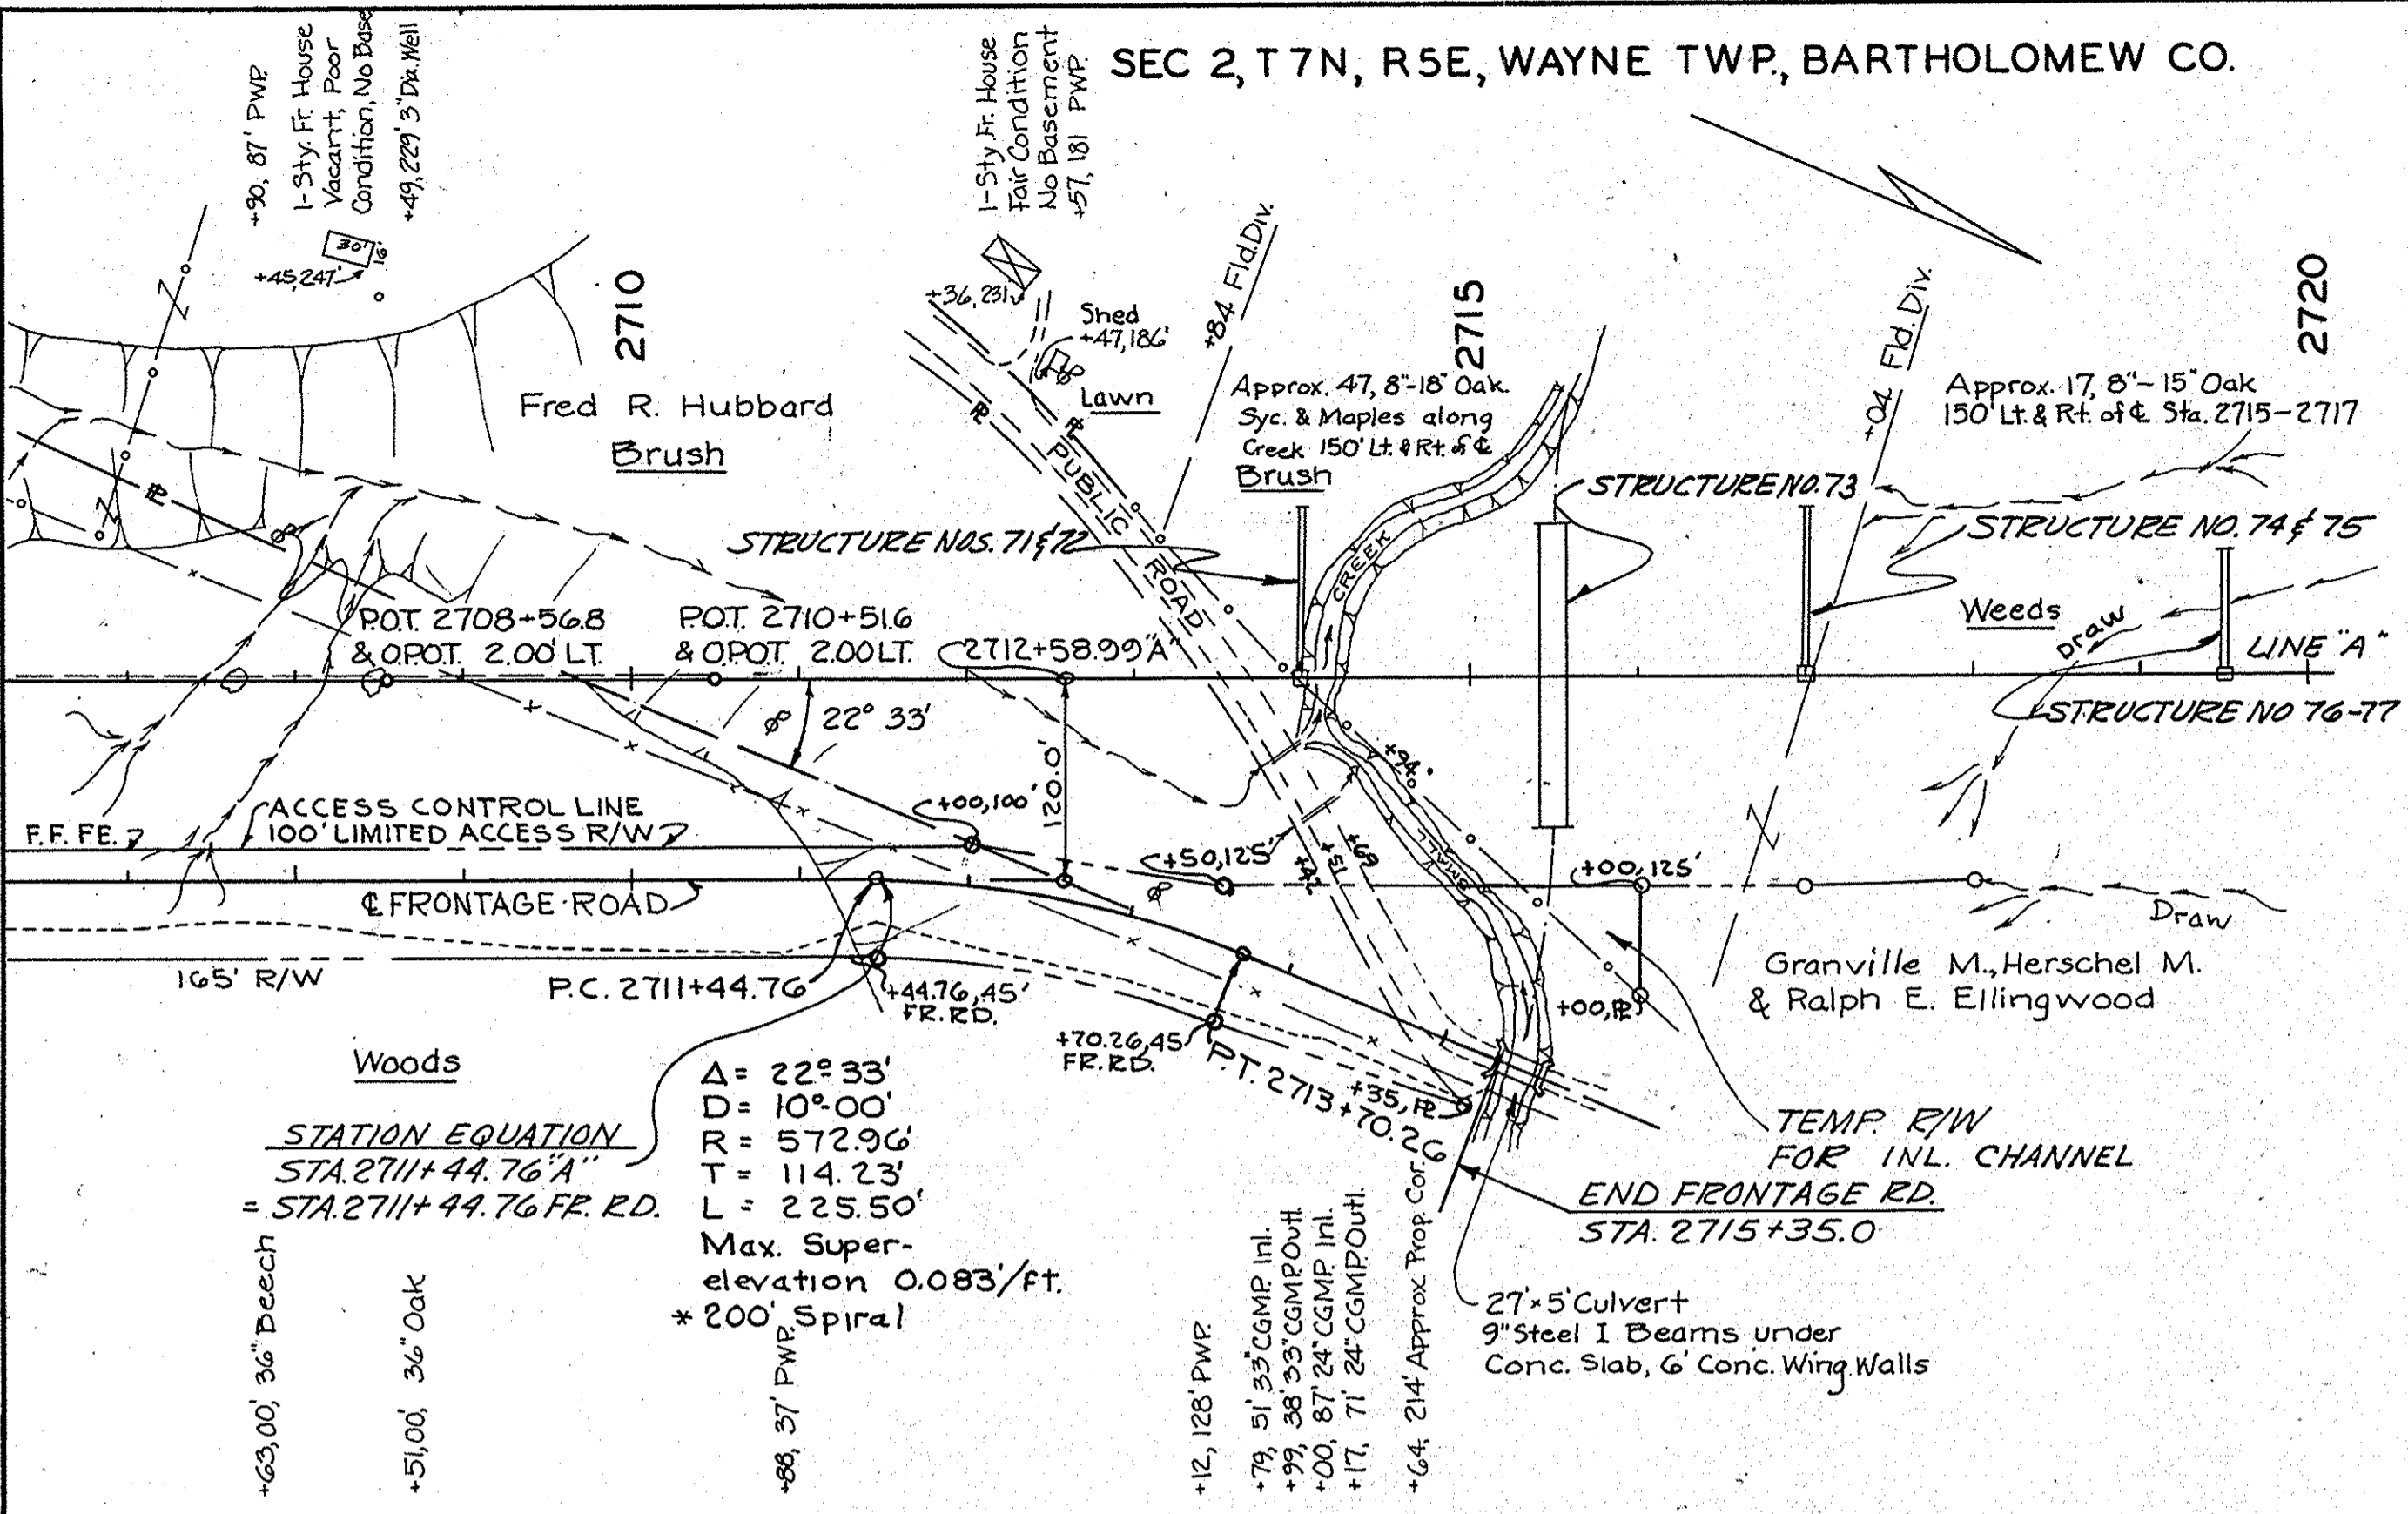 SEC 2, T 7N, R5E, WAYNE TWP., BARTHOLOMEW CO.
+90, 87' PWP.
1-Sty. Fr. House
Vacant, Poor
Condition, No Base
+49,229' 3" Dia. Well
30'
16'
+45,247'
1-Sty. Fr. House
Fair Condition
No Basement
+57, 181 PWP.
+36,231
Shed
+47,186'
Lawn
+84 Fld.Div.
2710
2715
2720
+04 Fld. Div.
Fred R. Hubbard
Brush
Approx. 47, 8"-18" Oak
Syc. & Maples along
Creek 150' Lt. & Rt. of ℄
Brush
Approx. 17, 8"-15" Oak
150' Lt. & Rt. of ℄ Sta. 2715-2717
PUBLIC ROAD
CREEK
STRUCTURE NOS. 71 & 72
STRUCTURE NO. 73
STRUCTURE NO. 74 & 75
Weeds
Draw
LINE "A"
STRUCTURE NO 76-77
P.O.T. 2708+56.8
& O.P.O.T. 2.00' LT.
P.O.T. 2710+51.6
& O.P.O.T. 2.00 LT.
2712+58.99 "A"
22° 33'
120.0'
+94
ACCESS CONTROL LINE
100' LIMITED ACCESS R/W
F.F. FE.
+00,100'
+50,125'
+42
+51
+69
SMALL
+00,125'
℄ FRONTAGE ROAD
Draw
165' R/W
P.C. 2711+44.76
+44.76,45'
FR. RD.
+70.26,45
FR. RD.
P.T. 2713+70.26
+35, ⅊
+00, ⅊
Granville M., Herschel M.
& Ralph E. Ellingwood
Woods
STATION EQUATION
STA. 2711+44.76 "A"
= STA. 2711+44.76 FR. RD.
Δ = 22° 33'
D = 10°-00'
R = 572.96'
T = 114.23'
L = 225.50'
Max. Super-
elevation 0.083'/ft.
* 200' Spiral
TEMP. R/W
FOR INL. CHANNEL
END FRONTAGE RD.
STA. 2715+35.0
27'×5' Culvert
9" Steel I Beams under
Conc. Slab, 6' Conc. Wing Walls
+63,00', 36" Beech
+51,00', 36" Oak
+88, 37' PWP.
+12, 128' PWP.
+79, 51' 33" CGMP. Inl.
+99, 38' 33" CGMP. Outl.
+00, 87' 24" CGMP. Inl.
+17, 71' 24" CGMP. Outl.
+64, 214' Approx. Prop. Cor.